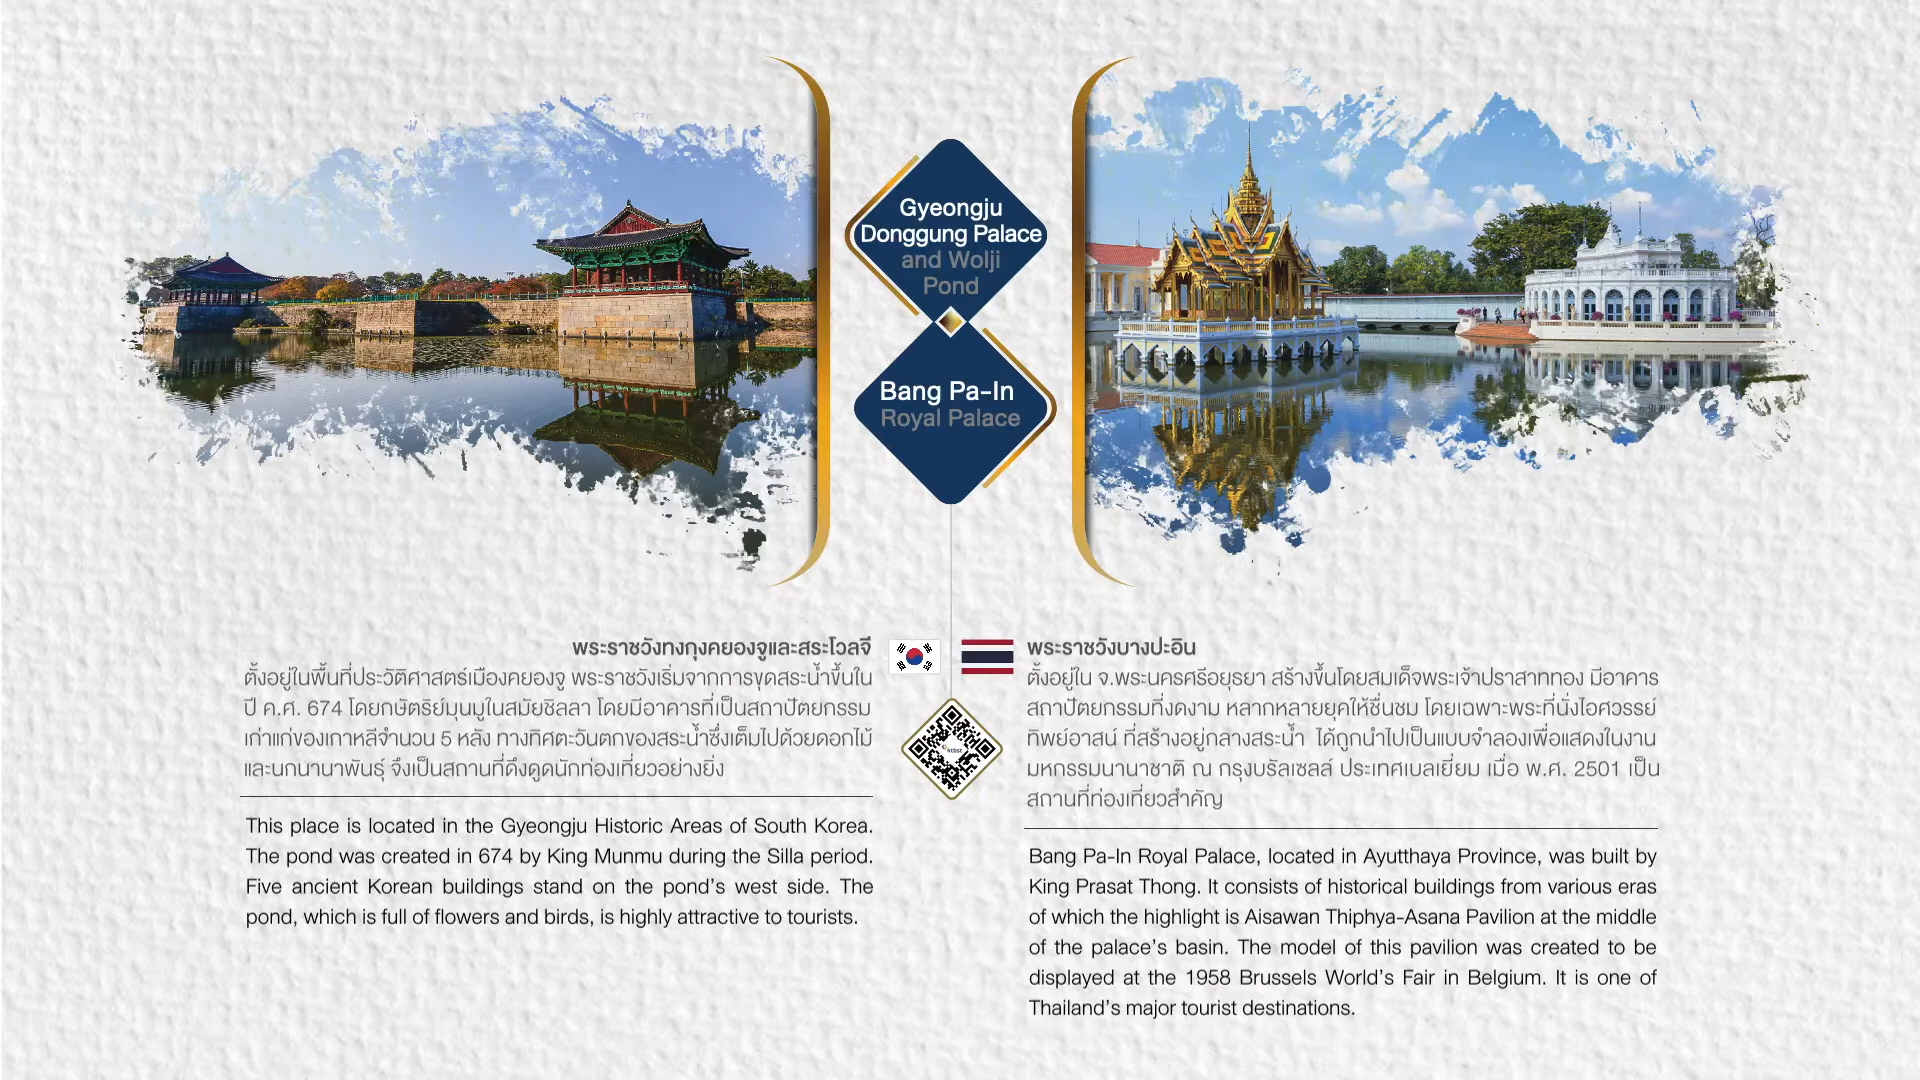 Gyeongju
Donggung Palace
and Wolji
Pond
Bang Pa-In
Royal Palace
พระราชวังทงกุงคยองจูและสระโวลจี
ตั้งอยู่ในพื้นที่ประวัติศาสตร์เมืองคยองจู พระราชวังเริ่มจากการขุดสระน้ำขึ้นใน
ปี ค.ศ. 674 โดยกษัตริย์มุนมูในสมัยชิลลา โดยมีอาคารที่เป็นสถาปัตยกรรม
เก่าแก่ของเกาหลีจำนวน 5 หลัง ทางทิศตะวันตกของสระน้ำซึ่งเต็มไปด้วยดอกไม้
และนกนานาพันธุ์ จึงเป็นสถานที่ดึงดูดนักท่องเที่ยวอย่างยิ่ง
This place is located in the Gyeongju Historic Areas of South Korea.
The pond was created in 674 by King Munmu during the Silla period.
Five ancient Korean buildings stand on the pond's west side. The
pond, which is full of flowers and birds, is highly attractive to tourists.
พระราชวังบางปะอิน
ตั้งอยู่ใน จ.พระนครศรีอยุธยา สร้างขึ้นโดยสมเด็จพระเจ้าปราสาททอง มีอาคาร
สถาปัตยกรรมที่งดงาม หลากหลายยุคให้ชื่นชม โดยเฉพาะพระที่นั่งไอศวรรย์
ทิพย์อาสน์ ที่สร้างอยู่กลางสระน้ำ ได้ถูกนำไปเป็นแบบจำลองเพื่อแสดงในงาน
มหกรรมนานาชาติ ณ กรุงบรัลเซลล์ ประเทศเบลเยี่ยม เมื่อ พ.ศ. 2501 เป็น
สถานที่ท่องเที่ยวสำคัญ
Bang Pa-In Royal Palace, located in Ayutthaya Province, was built by
King Prasat Thong. It consists of historical buildings from various eras
of which the highlight is Aisawan Thiphya-Asana Pavilion at the middle
of the palace's basin. The model of this pavilion was created to be
displayed at the 1958 Brussels World's Fair in Belgium. It is one of
Thailand's major tourist destinations.